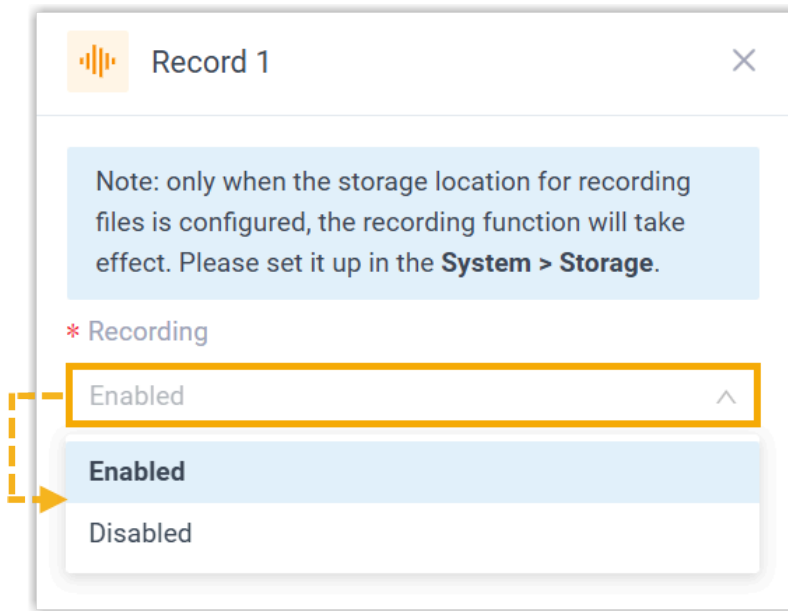 Record 1
Note: only when the storage location for recording
files is configured, the recording function will take
effect. Please set it up in the System > Storage.
* Recording
Enabled
Enabled
Disabled